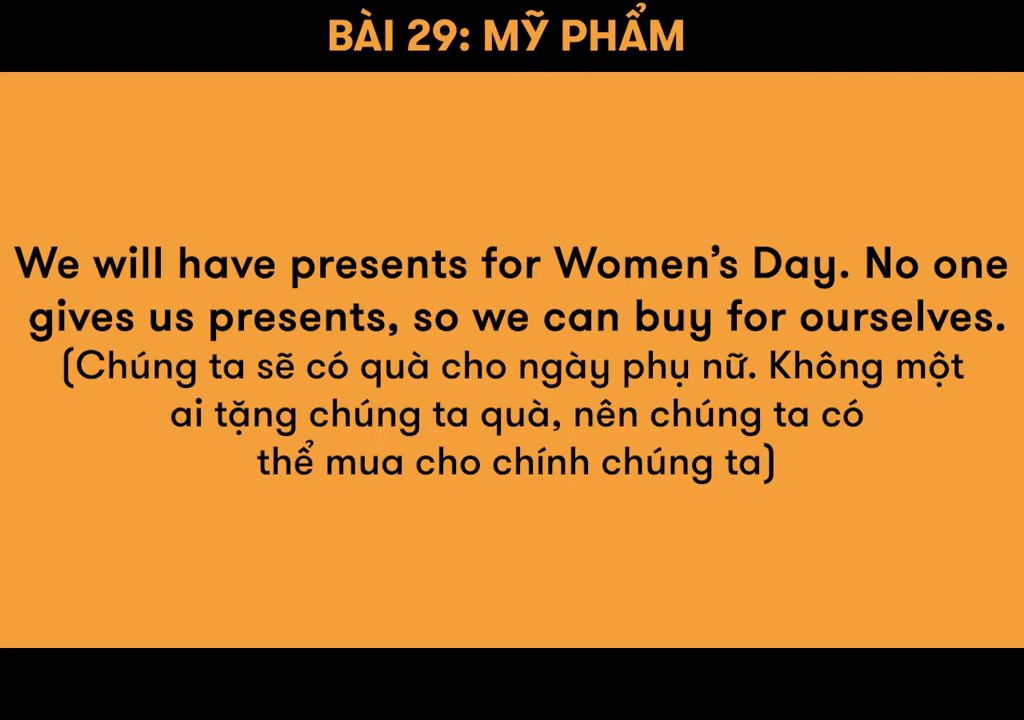 BÀI 29: MỸ PHẨM
We will have presents for Women’s Day. No one
gives us presents, so we can buy for ourselves.
(Chúng ta sẽ có quà cho ngày phụ nữ. Không một
ai tặng chúng ta quà, nên chúng ta có
thể mua cho chính chúng ta)